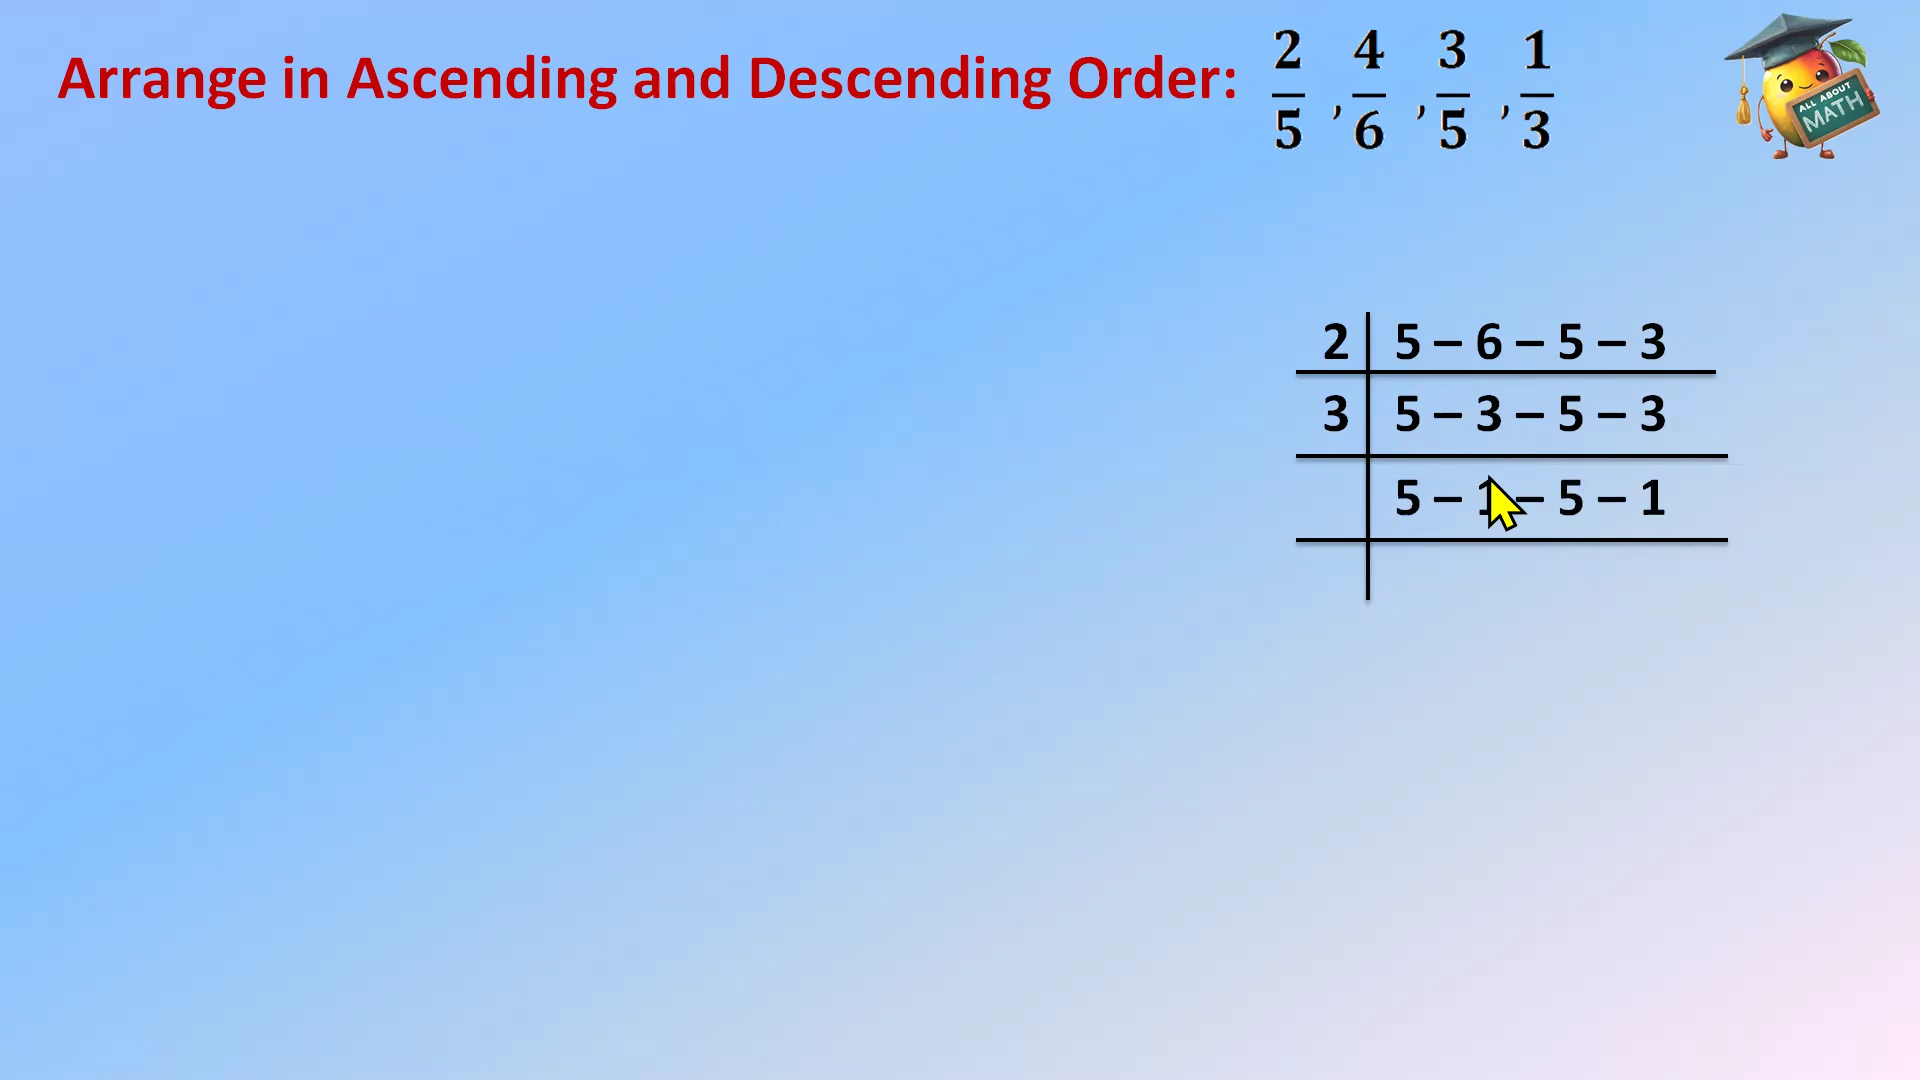 Arrange in Ascending and Descending Order: 2/5 , 4/6 , 3/5 , 1/3
ALL ABOUT
MATH
2 | 5 – 6 – 5 – 3
3 | 5 – 3 – 5 – 3
5 – 1 – 5 – 1